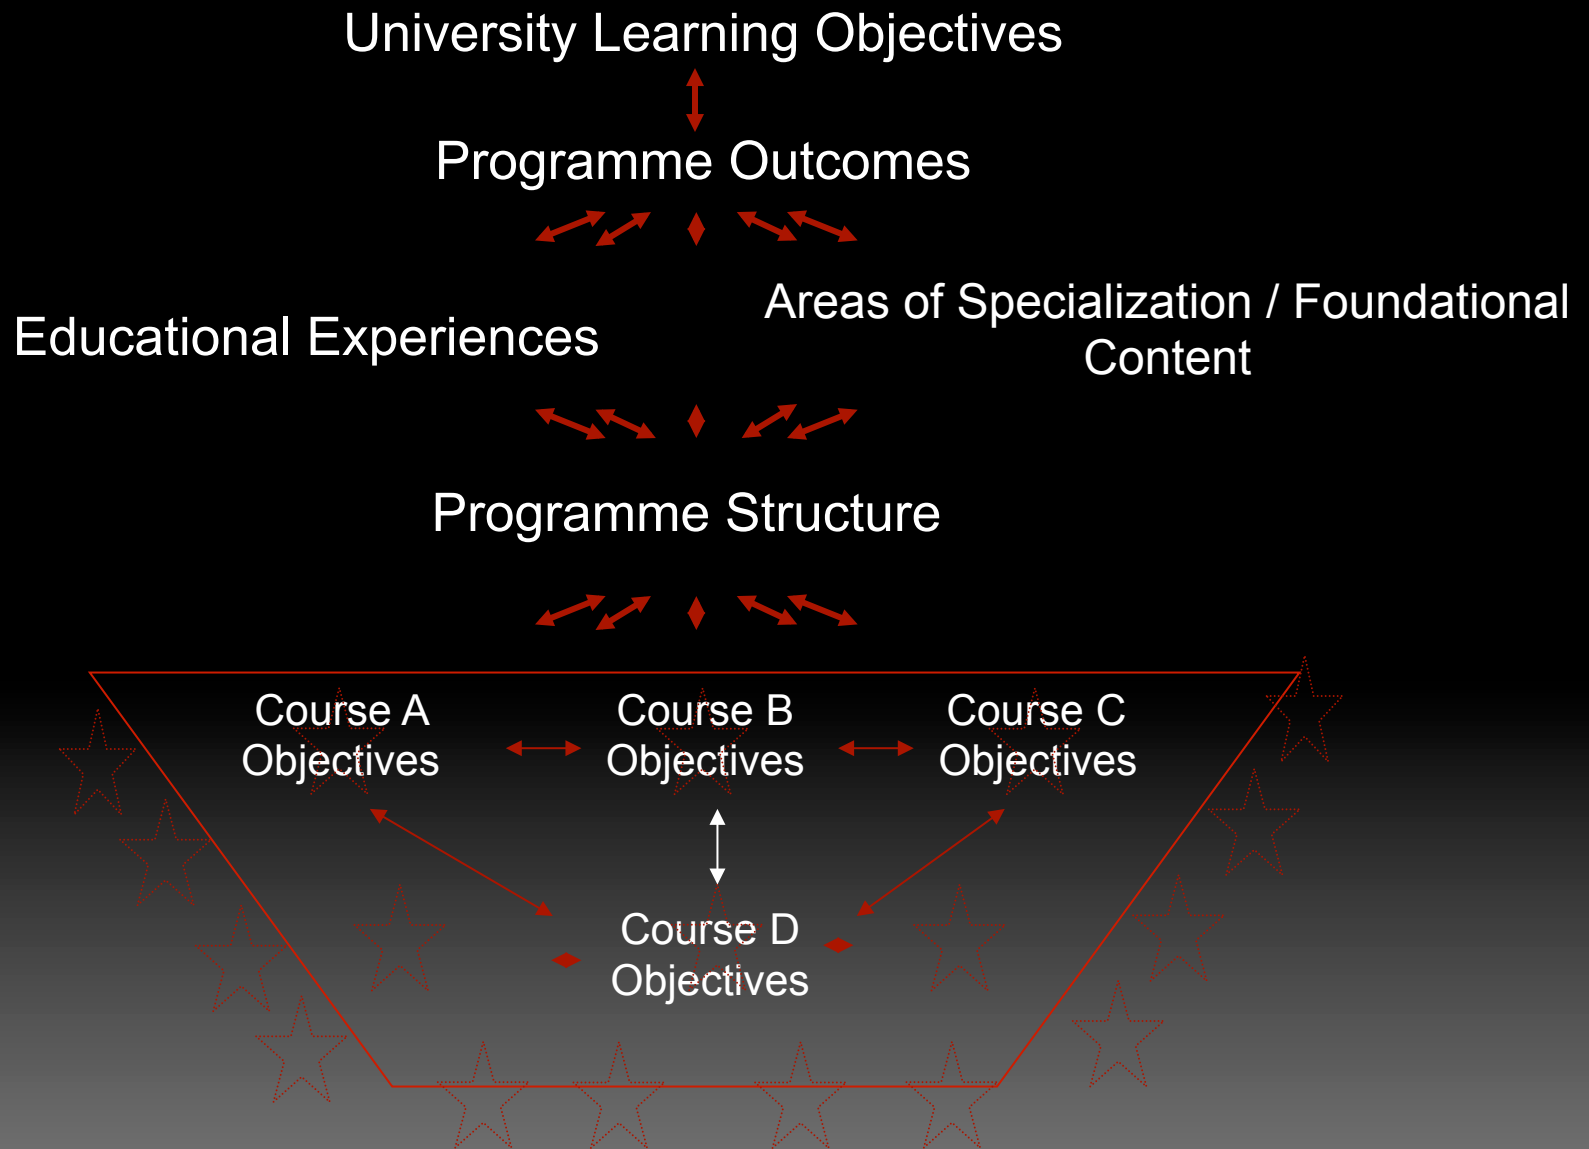 University Learning Objectives
Programme Outcomes
Educational Experiences
Areas of Specialization / Foundational
Content
Programme Structure
Course A
Objectives
Course B
Objectives
Course C
Objectives
Course D
Objectives